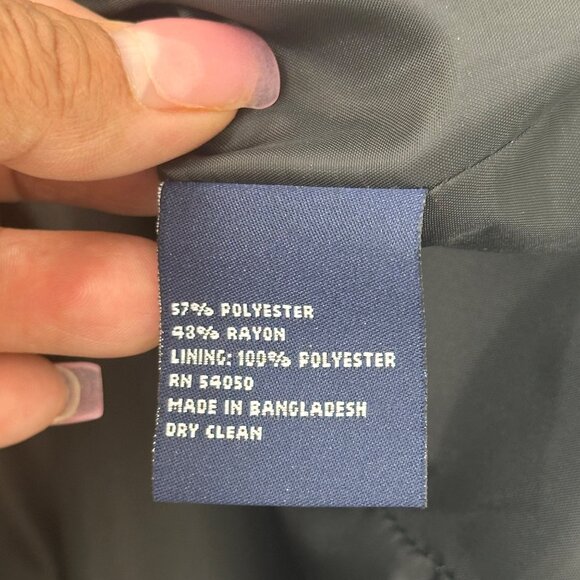 57% POLYESTER
43% RAYON
LINING: 100% POLYESTER
RN 54050
MADE IN BANGLADESH
DRY CLEAN